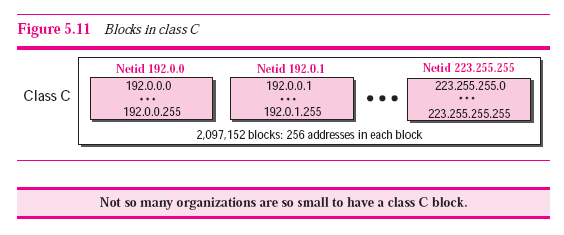 Figure 5.11 Blocks in class C
Netid 192.0.0 Netid 192.0.1 Netid 223.255.255
Class C
192.0.0.0 192.0.0.1 223.255.255.0
... ... ... ...
192.0.0.255 192.0.1.255 223.255.255.255
2,097,152 blocks: 256 addresses in each block
Not so many organizations are so small to have a class C block.